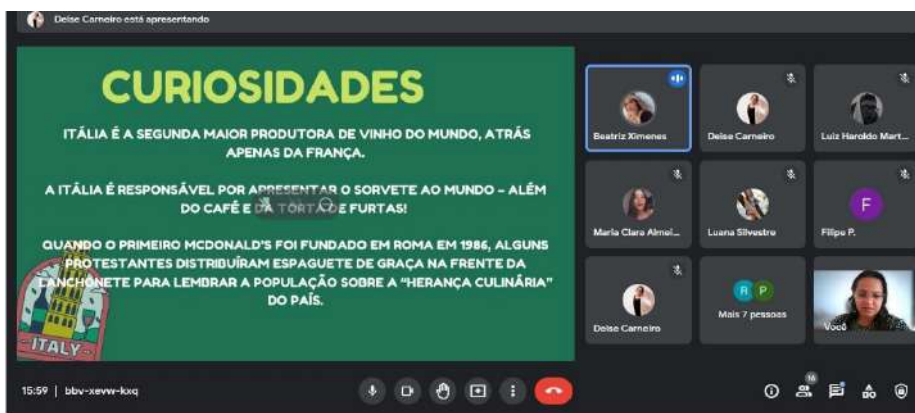 Deise Carneiro está apresentando
CURIOSIDADES
ITÁLIA É A SEGUNDA MAIOR PRODUTORA DE VINHO DO MUNDO, ATRÁS
APENAS DA FRANÇA.
A ITÁLIA É RESPONSÁVEL POR APRESENTAR O SORVETE AO MUNDO – ALÉM
DO CAFÉ E DA TORTA DE FURTAS!
QUANDO O PRIMEIRO MCDONALD'S FOI FUNDADO EM ROMA EM 1986, ALGUNS
PROTESTANTES DISTRIBUÍRAM ESPAGUETE DE GRAÇA NA FRENTE DA
LANCHONETE PARA LEMBRAR A POPULAÇÃO SOBRE A “HERANÇA CULINÁRIA”
DO PAÍS.
ITALY
Beatriz Ximenes
Deise Carneiro
Luiz Haroldo Mart...
Maria Clara Almei...
Luana Silvestre
F
Filipe P.
Deise Carneiro
R P
Mais 7 pessoas
Você
15:59 | bbv-xevw-kxq
16